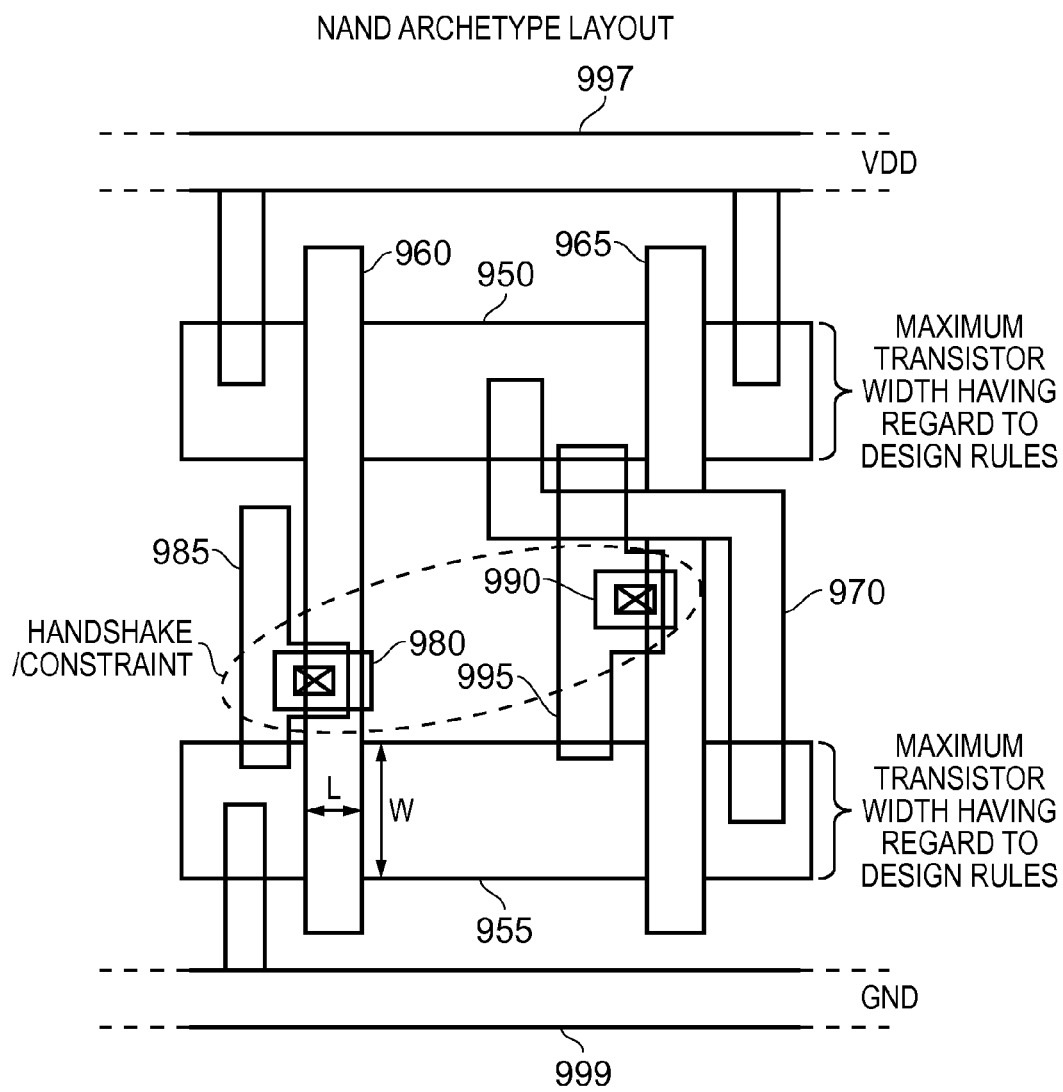 NAND ARCHETYPE LAYOUT
997
VDD
960
965
950
MAXIMUM
TRANSISTOR
WIDTH HAVING
REGARD TO
DESIGN RULES
985
990
970
HANDSHAKE
/CONSTRAINT
980
995
L
W
MAXIMUM
TRANSISTOR
WIDTH HAVING
REGARD TO
DESIGN RULES
955
GND
999